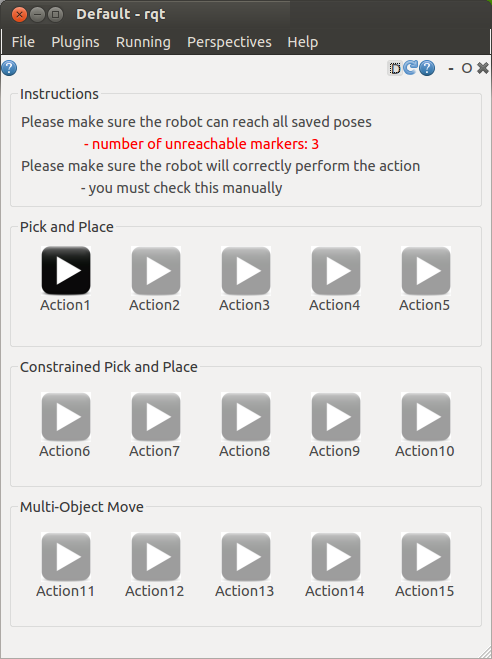 Default - rqt
File Plugins Running Perspectives Help
D - O
Instructions
Please make sure the robot can reach all saved poses
- number of unreachable markers: 3
Please make sure the robot will correctly perform the action
- you must check this manually
Pick and Place
Action1 Action2 Action3 Action4 Action5
Constrained Pick and Place
Action6 Action7 Action8 Action9 Action10
Multi-Object Move
Action11 Action12 Action13 Action14 Action15